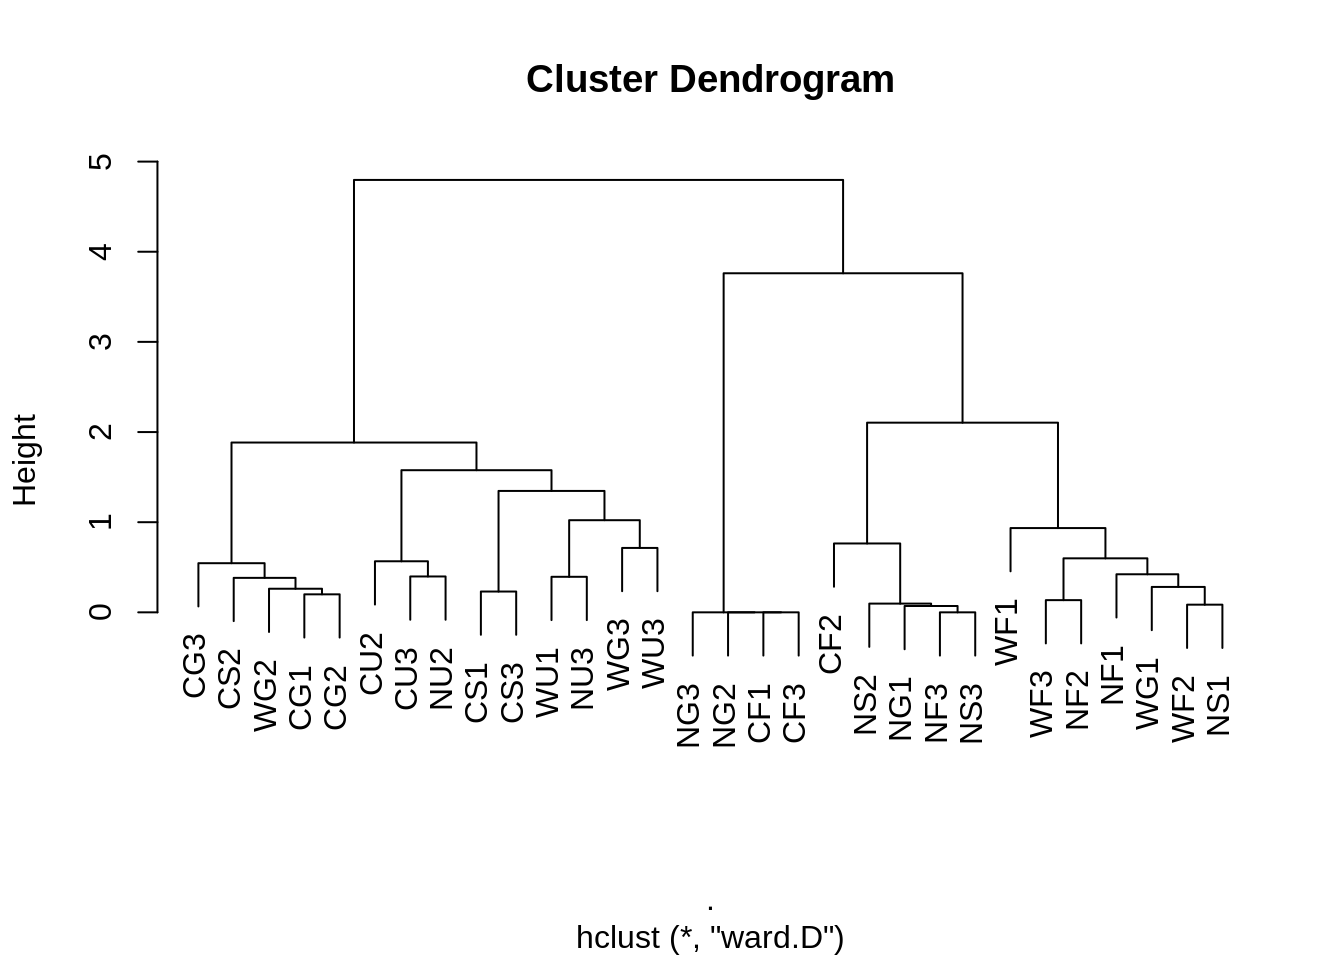 Cluster Dendrogram
Height
5
4
3
2
1
0
CG3
CS2
WG2
CG1
CG2
CU2
CU3
NU2
CS1
CS3
WU1
NU3
WG3
WU3
NG3
NG2
CF1
CF3
CF2
NS2
NG1
NF3
NS3
WF1
WF3
NF2
NF1
WG1
WF2
NS1
.
hclust (*, "ward.D")